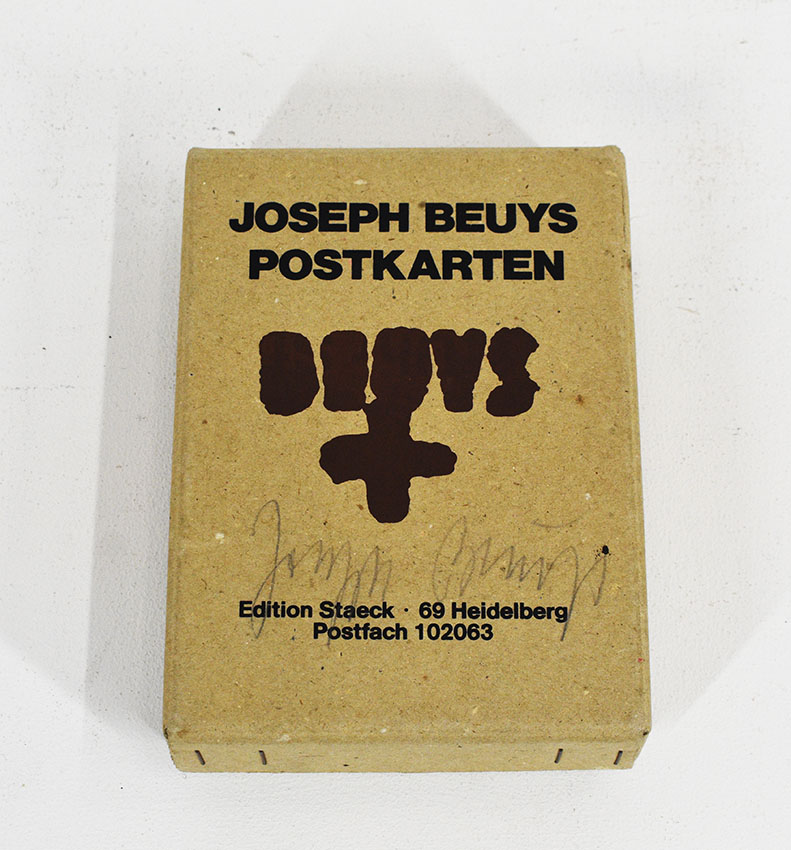 JOSEPH BEUYS
POSTKARTEN
BEUYS
Joseph Beuys
Edition Staeck · 69 Heidelberg
Postfach 102063